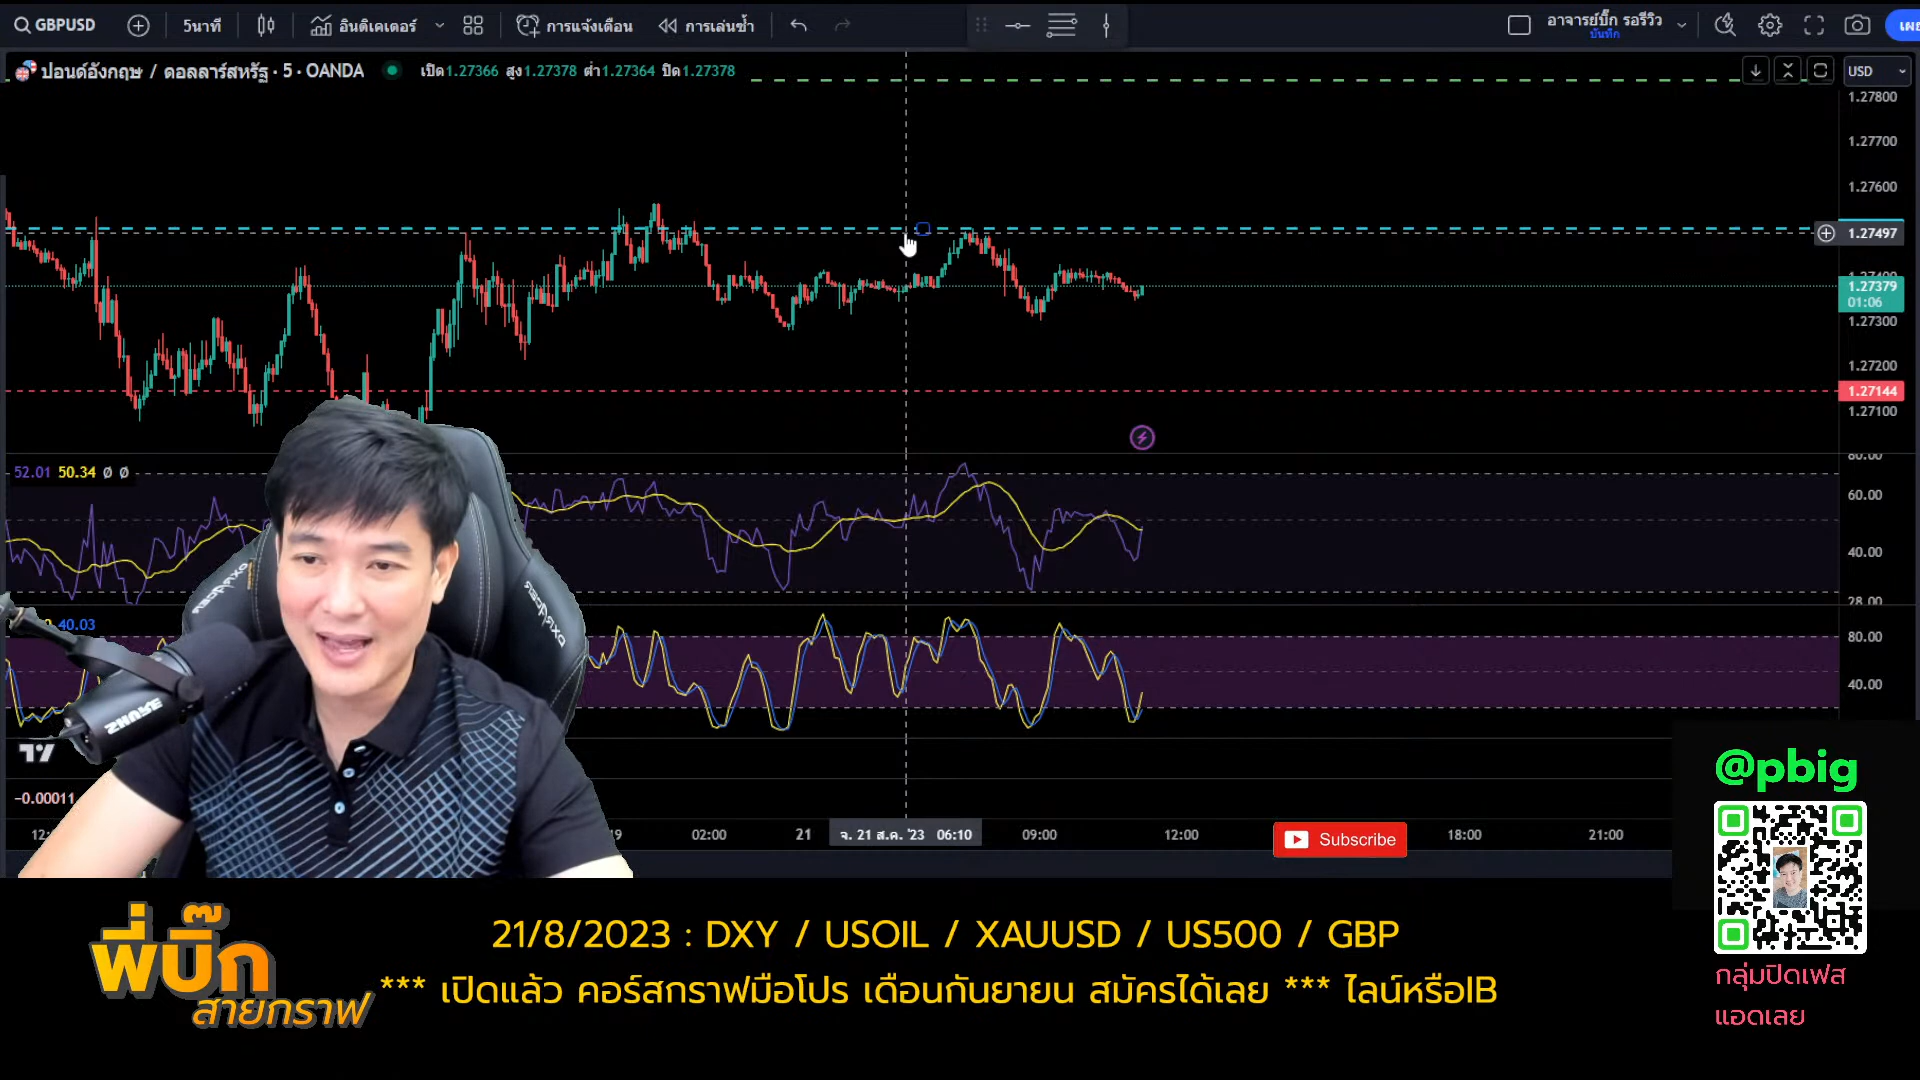 GBPUSD 5นาที อินดิเคเตอร์ การแจ้งเตือน การเล่นซ้ำ อาจารย์บิ๊ก รอรีวิว
บันทึก
ปอนด์อังกฤษ / ดอลลาร์สหรัฐ · 5 · OANDA เปิด1.27366 สูง1.27378 ต่ำ1.27364 ปิด1.27378 USD
1.27800
1.27700
1.27600
1.27497
1.27400
1.27379
01:06
1.27300
1.27200
1.27144
1.27100
80.00
52.01 50.34 Ø Ø
60.00
40.00
28.00
40.03
80.00
40.00
ZHUYE
-0.00011
02:00 21 จ. 21 ส.ค. '23 06:10 09:00 12:00 18:00 21:00
Subscribe
@pbig
กลุ่มปิดเฟส
แอดเลย
พี่บิ๊ก
สายกราฟ
21/8/2023 : DXY / USOIL / XAUUSD / US500 / GBP
*** เปิดแล้ว คอร์สกราฟมือโปร เดือนกันยายน สมัครได้เลย *** ไลน์หรือIB